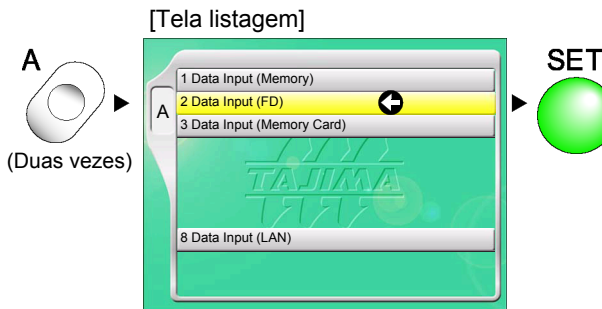 [Tela listagem]
A
(Duas vezes)
A
1 Data Input (Memory)
2 Data Input (FD)
3 Data Input (Memory Card)
TAJIMA
8 Data Input (LAN)
SET